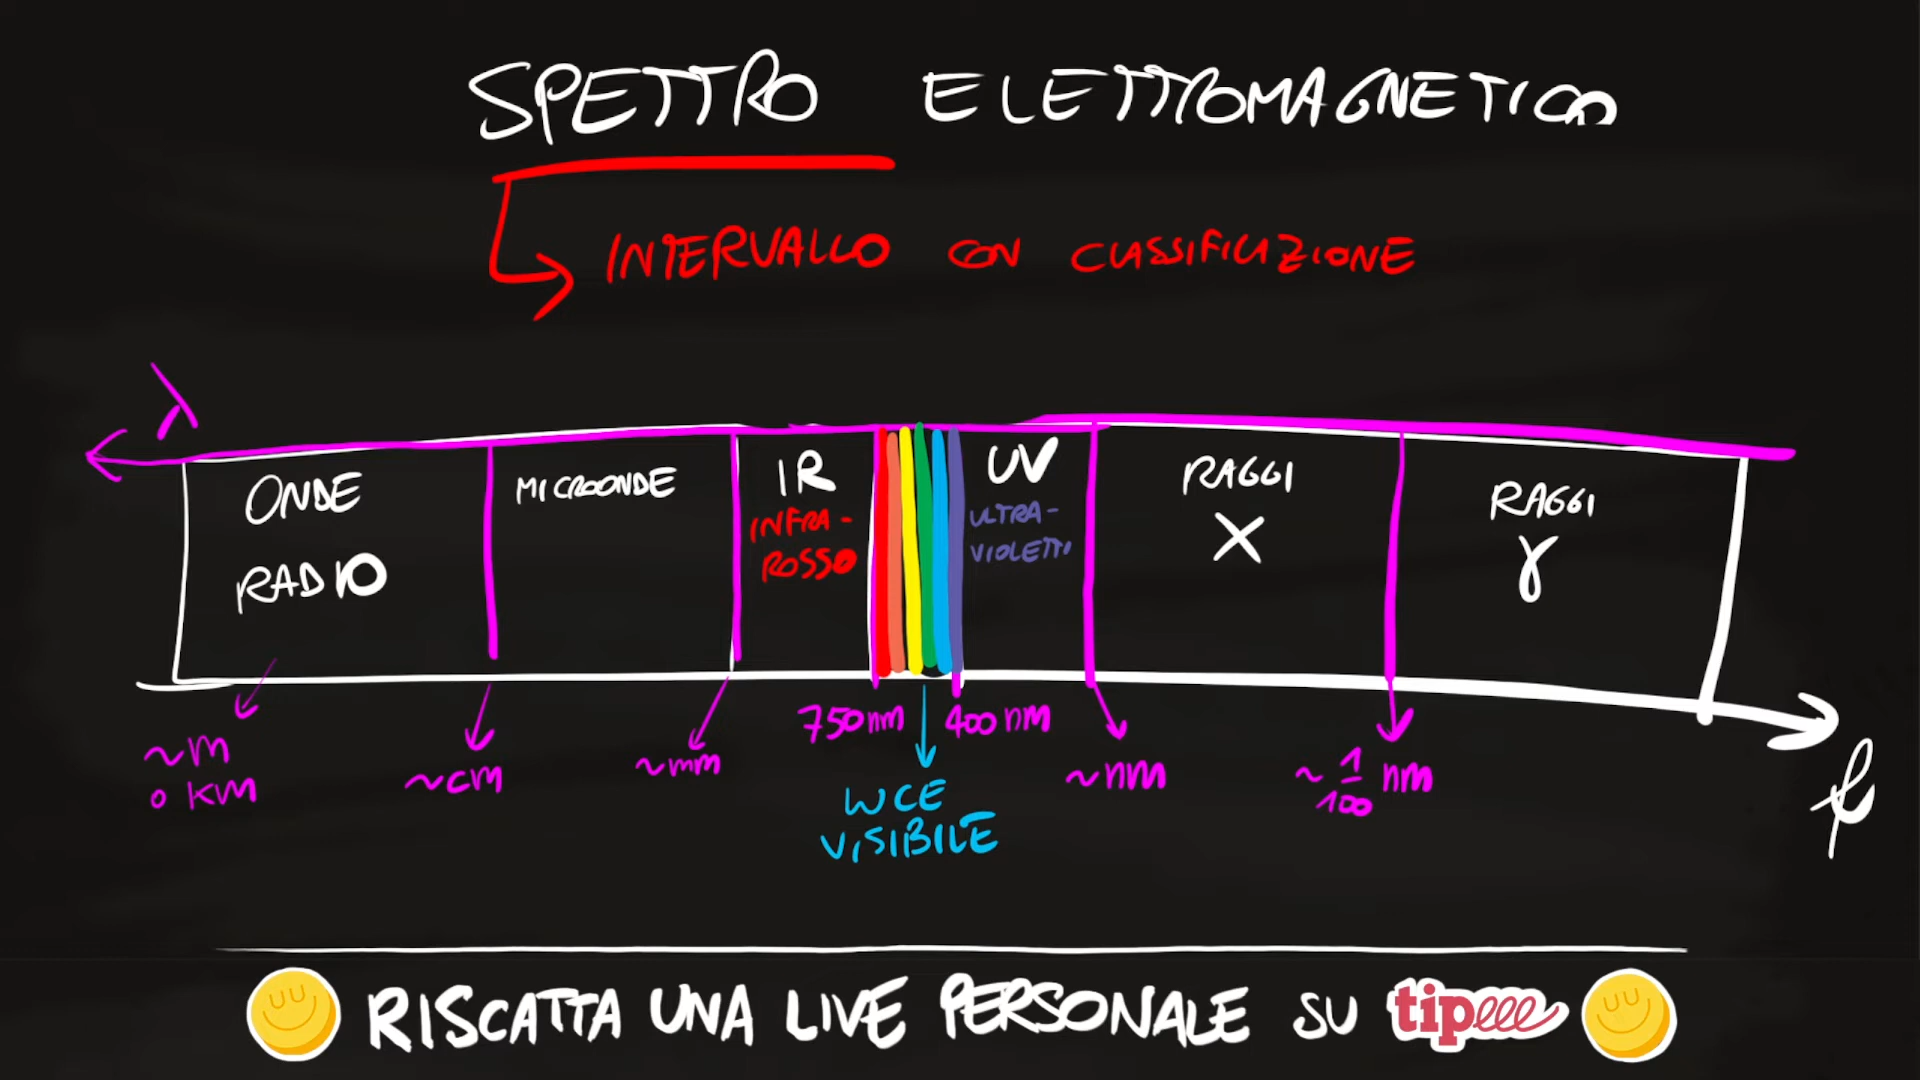 SPETTRO ELETTROMAGNETICO
INTERVALLO CON CLASSIFICAZIONE
λ
ONDE
RADIO
MICROONDE
IR
INFRA-
ROSSO
UV
ULTRA-
VIOLETTI
RAGGI
X
RAGGI
γ
~m
o km
~cm
~mm
750nm
400nm
LUCE
VISIBILE
~nm
~ 1/100 nm
f
RISCATTA UNA LIVE PERSONALE SU tipeee